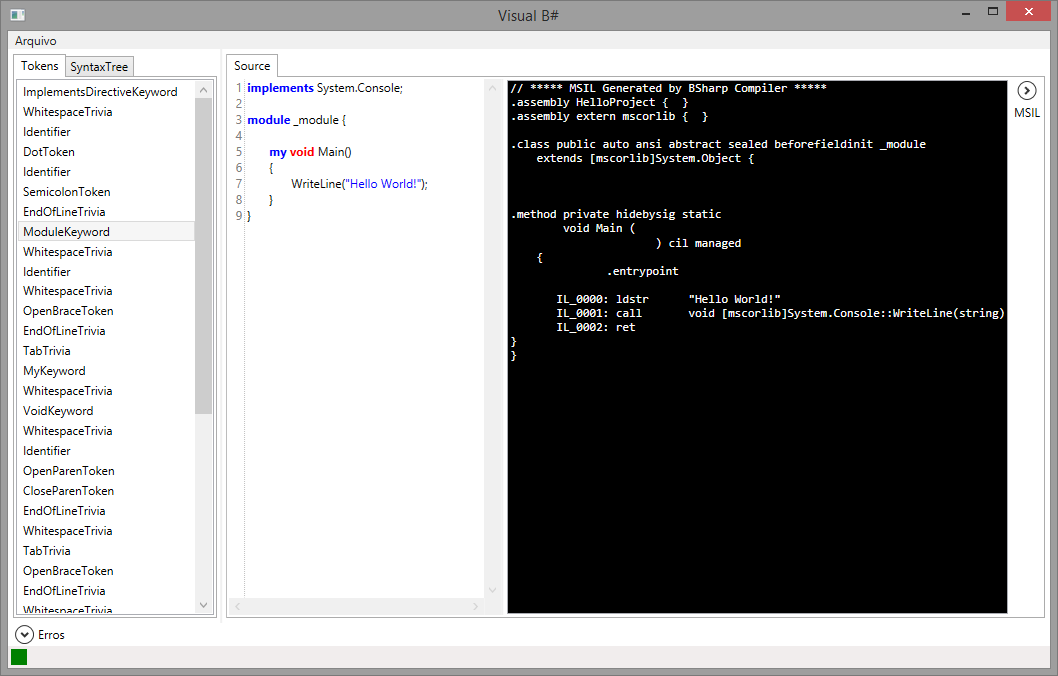 Visual B#
Arquivo
Tokens SyntaxTree
ImplementsDirectiveKeyword
WhitespaceTrivia
Identifier
DotToken
Identifier
SemicolonToken
EndOfLineTrivia
ModuleKeyword
WhitespaceTrivia
Identifier
WhitespaceTrivia
OpenBraceToken
EndOfLineTrivia
TabTrivia
MyKeyword
WhitespaceTrivia
VoidKeyword
WhitespaceTrivia
Identifier
OpenParenToken
CloseParenToken
EndOfLineTrivia
WhitespaceTrivia
TabTrivia
OpenBraceToken
EndOfLineTrivia
WhitespaceTrivia
Source
1 implements System.Console;
2
3 module _module {
4
5 my void Main()
6 {
7 WriteLine("Hello World!");
8 }
9 }
// ***** MSIL Generated by BSharp Compiler *****
.assembly HelloProject { }
.assembly extern mscorlib { }
.class public auto ansi abstract sealed beforefieldinit _module
extends [mscorlib]System.Object {
.method private hidebysig static
void Main (
) cil managed
{
.entrypoint
IL_0000: ldstr "Hello World!"
IL_0001: call void [mscorlib]System.Console::WriteLine(string)
IL_0002: ret
}
}
MSIL
Erros